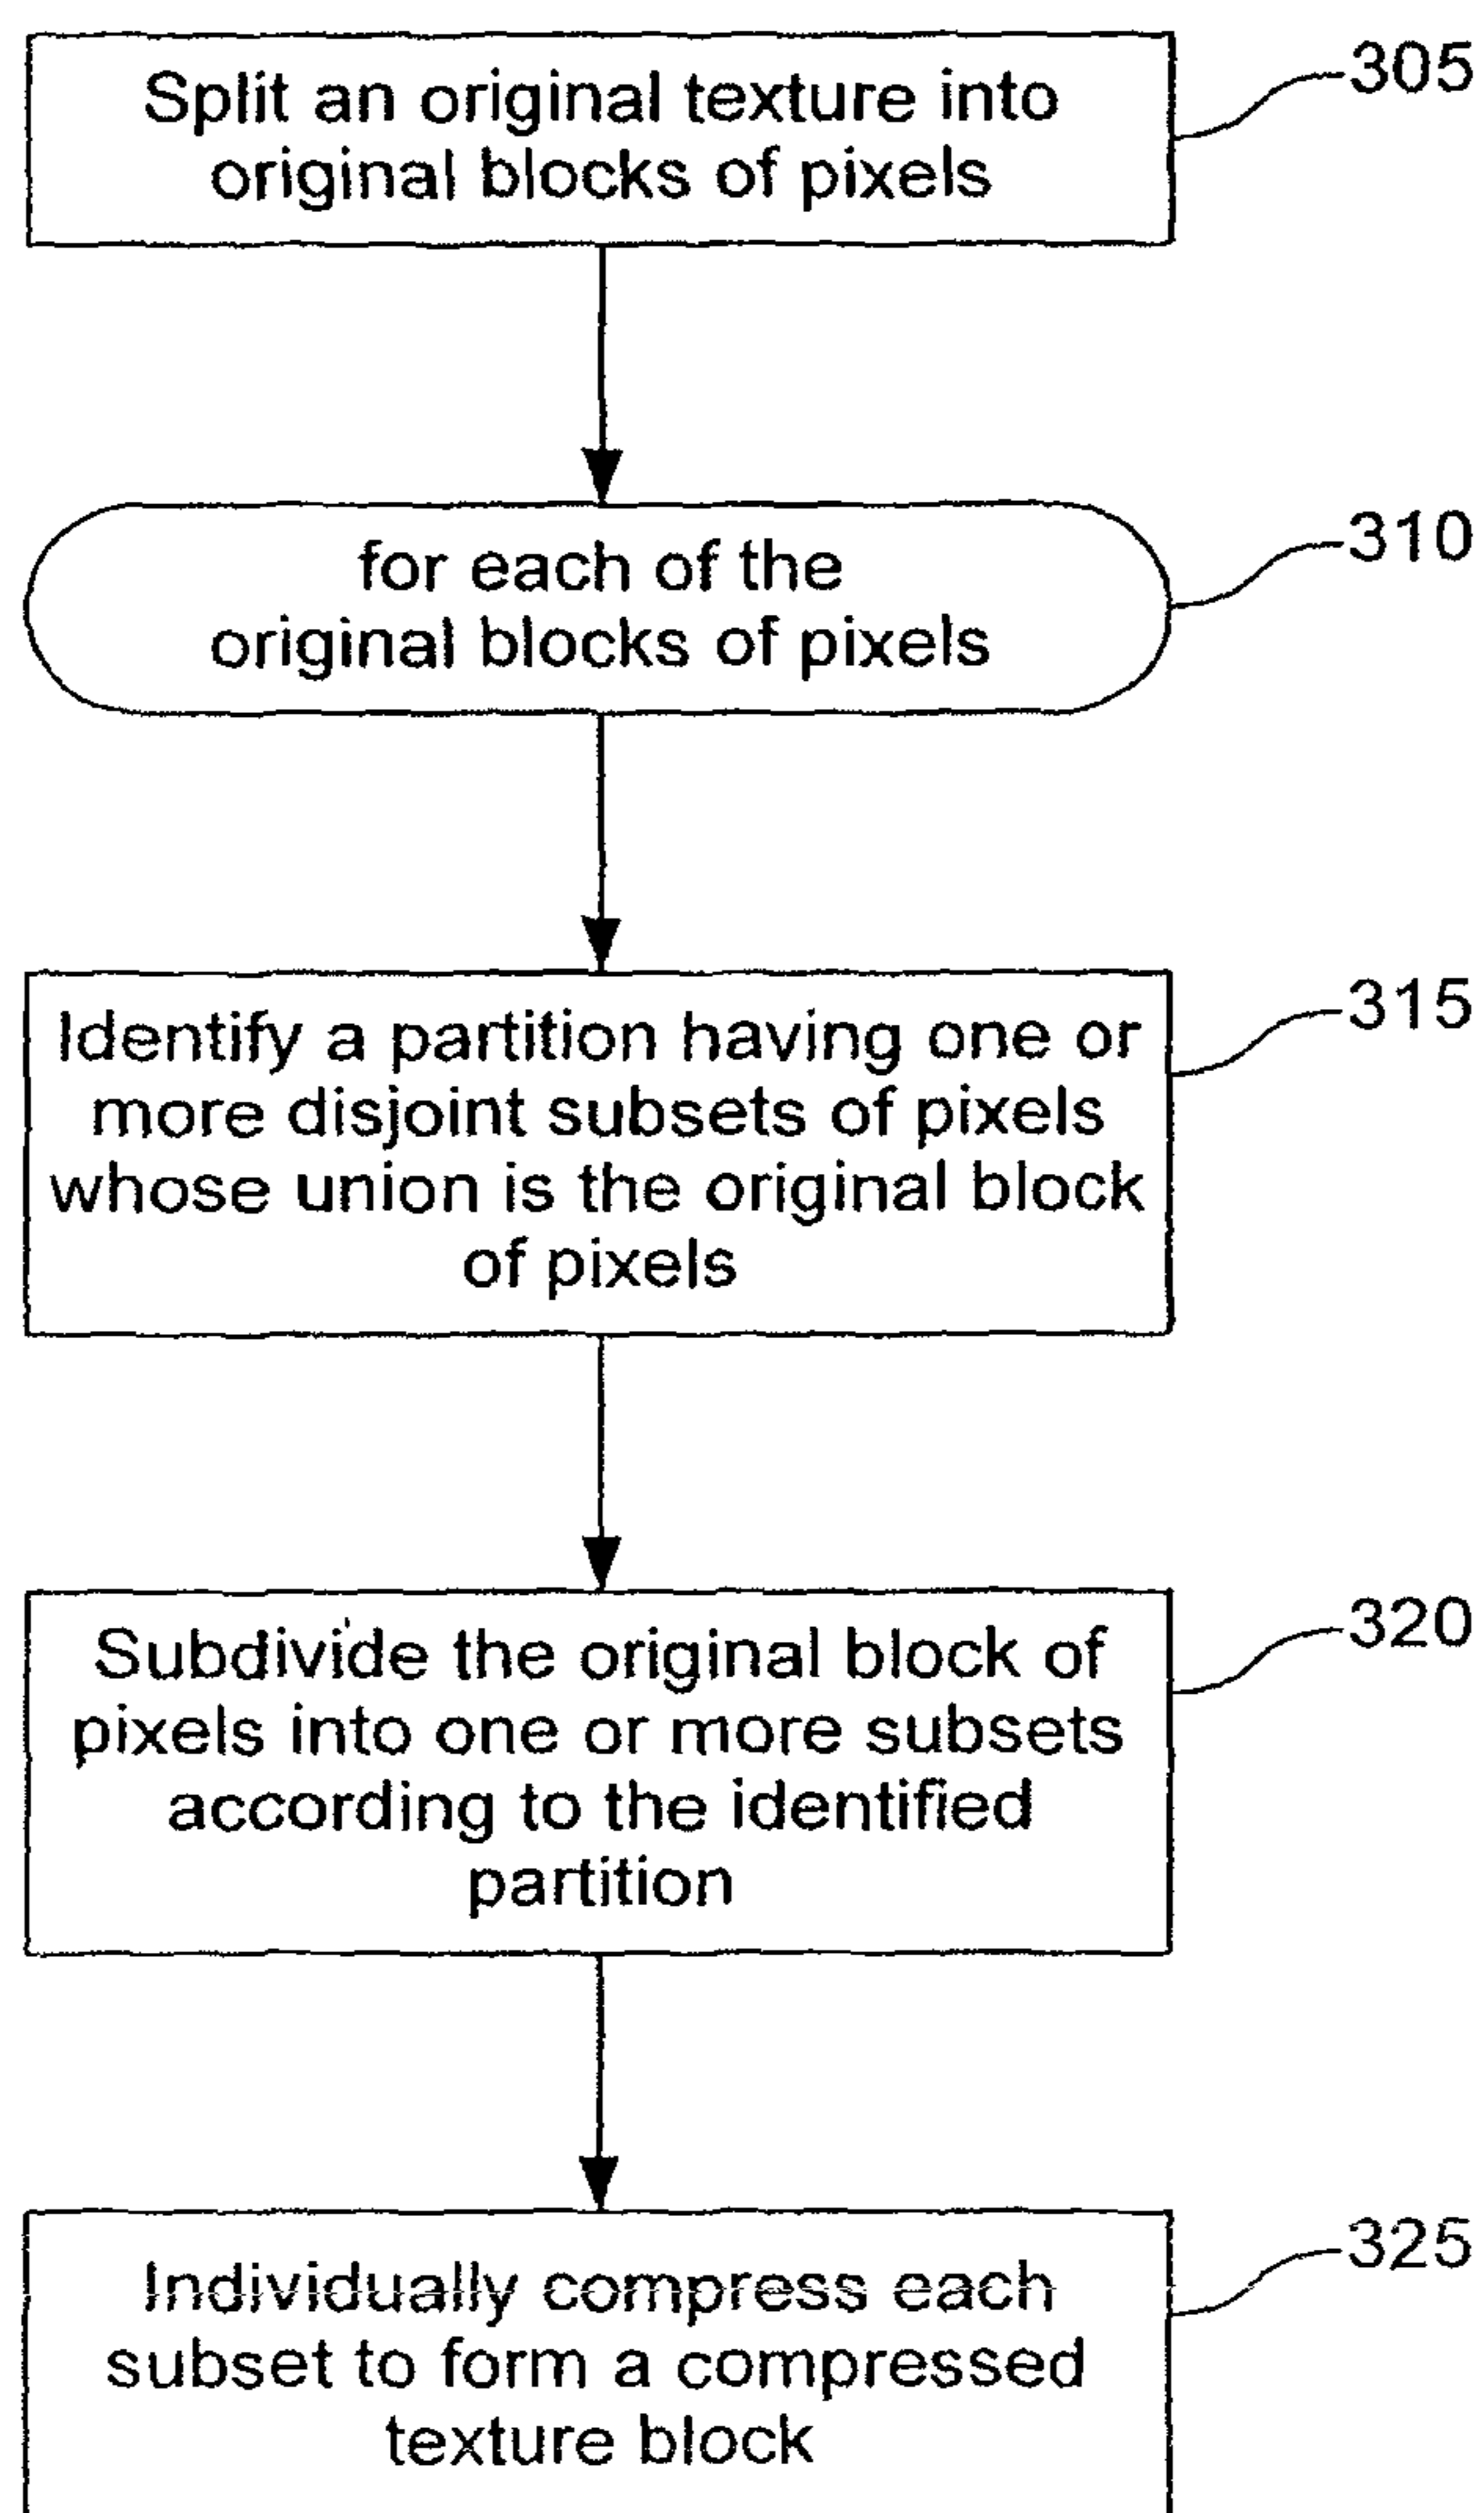 Split an original texture into
original blocks of pixels
305
for each of the
original blocks of pixels
310
Identify a partition having one or
more disjoint subsets of pixels
whose union is the original block
of pixels
315
Subdivide the original block of
pixels into one or more subsets
according to the identified
partition
320
Individually compress each
subset to form a compressed
texture block
325